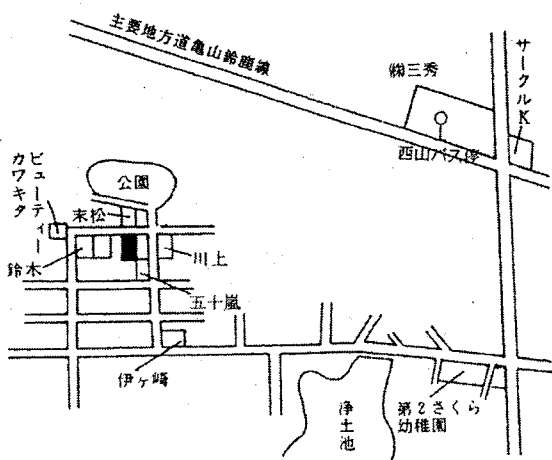 主要地方道亀山鈴鹿線
㈱三秀
サークルK
西山バス停
ビューティー
カワキタ
公園
末松
鈴木
川上
五十嵐
伊ヶ崎
浄土池
第2さくら
幼稚園